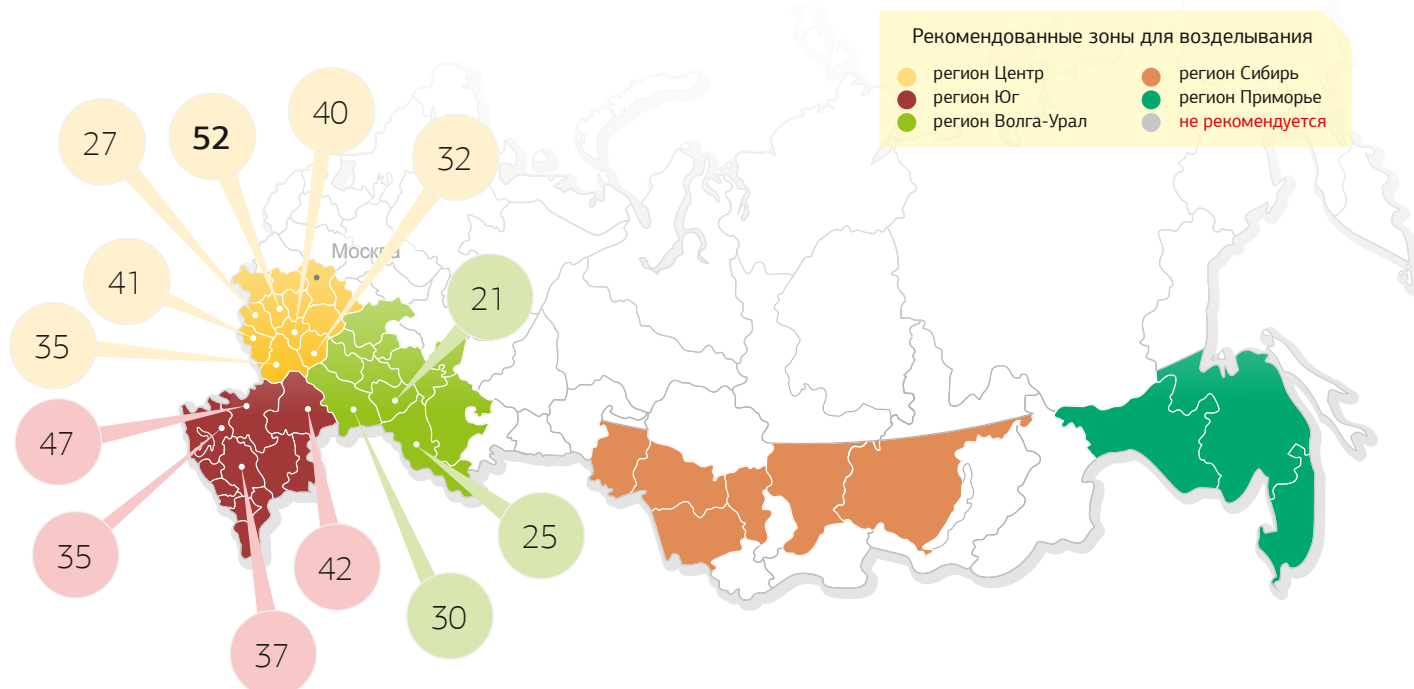 Рекомендованные зоны для возделывания
регион Центр
регион Юг
регион Волга-Урал
регион Сибирь
регион Приморье
не рекомендуется
40
52
27
32
Москва
41
21
35
47
25
35
42
30
37